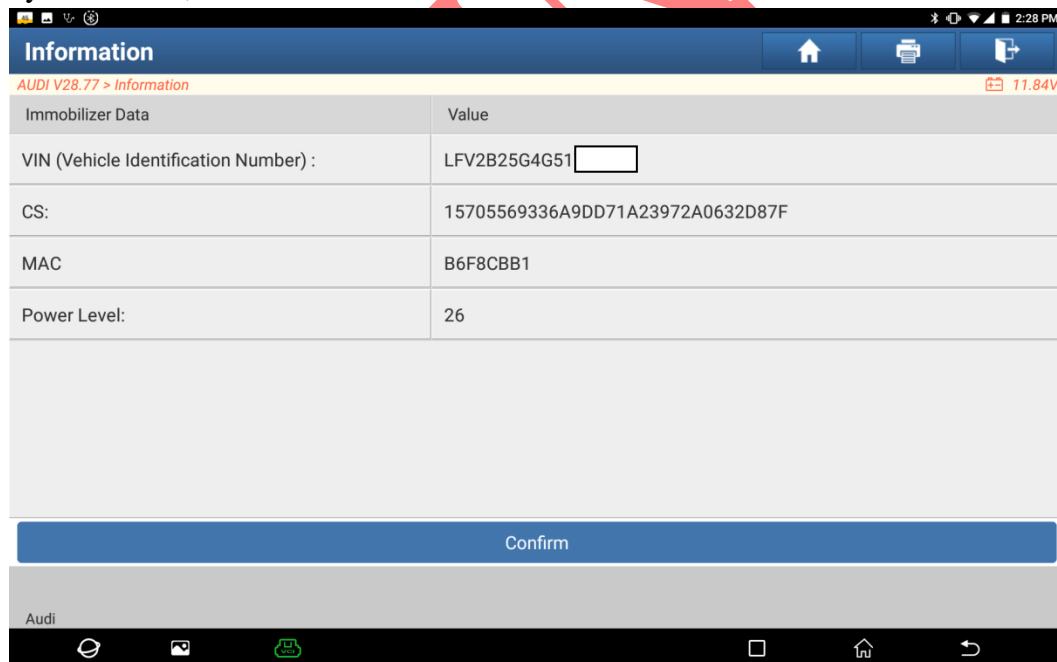 2:28 PM
Information
AUDI V28.77 > Information
11.84V
Immobilizer Data Value
VIN (Vehicle Identification Number) : LFV2B25G4G51
CS: 15705569336A9DD71A23972A0632D87F
MAC B6F8CBB1
Power Level: 26
Confirm
Audi
VCI